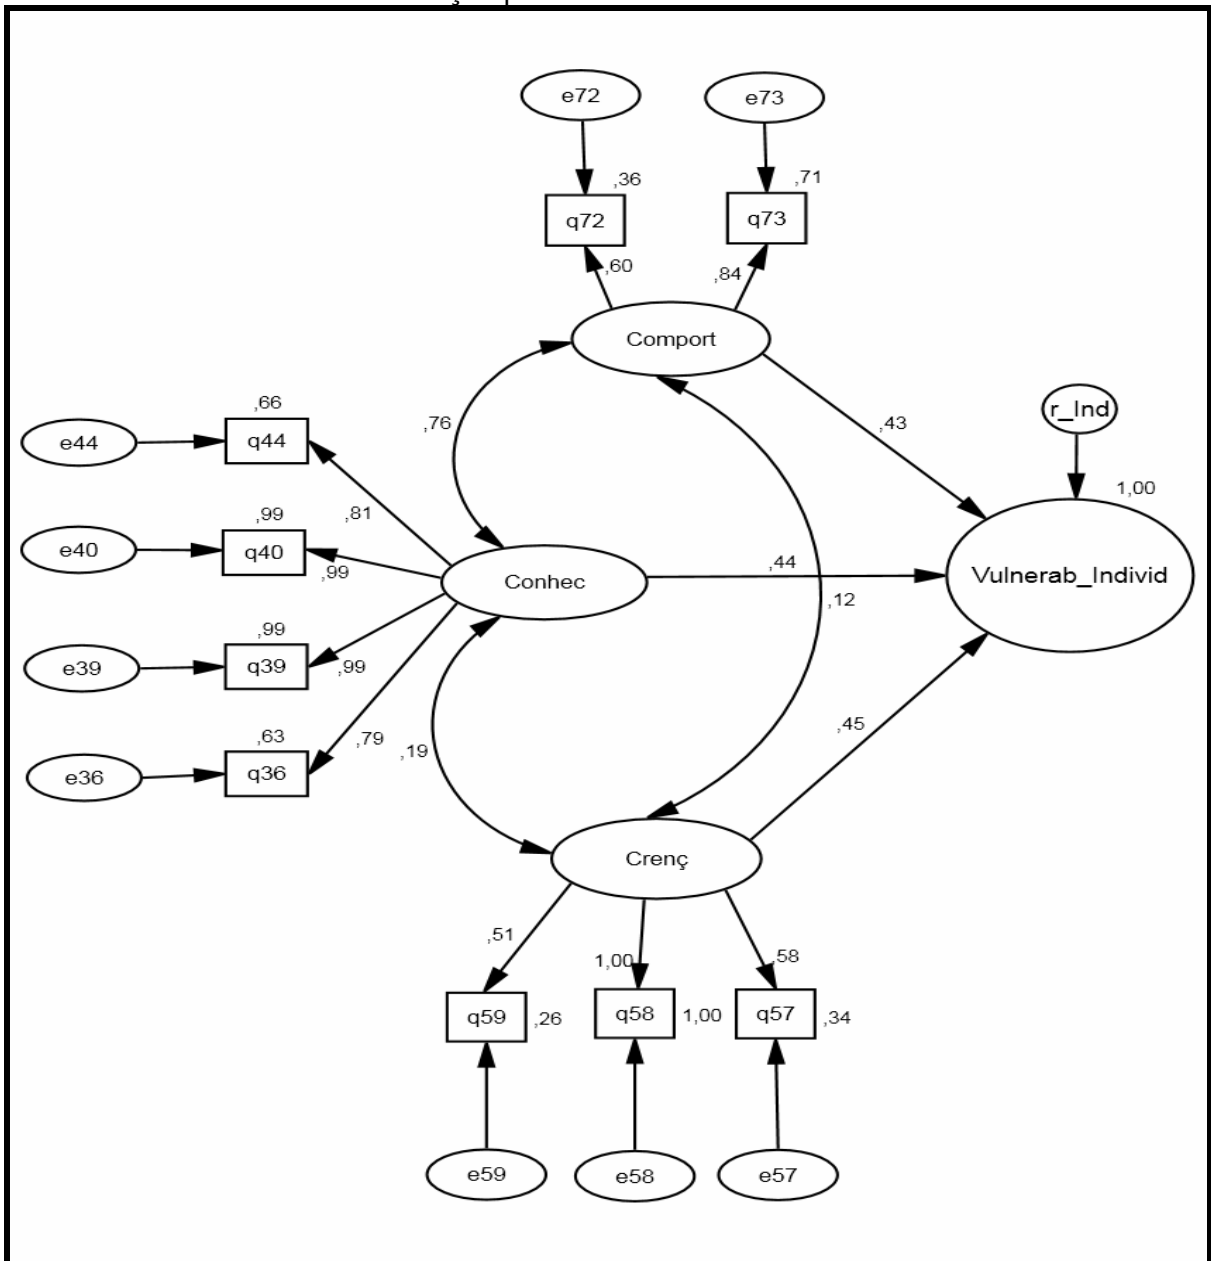 e72
e73
,36
,71
q72
q73
,60
,84
Comport
,66
e44
q44
,76
,43
r_Ind
,81
1,00
,99
e40
q40
,99
Conhec
,44
Vulnerab_Individ
,12
,99
e39
q39
,99
,63
e36
q36
,79
,19
,45
Crenç
,51
1,00
,58
q59
,26
q58
1,00
q57
,34
e59
e58
e57